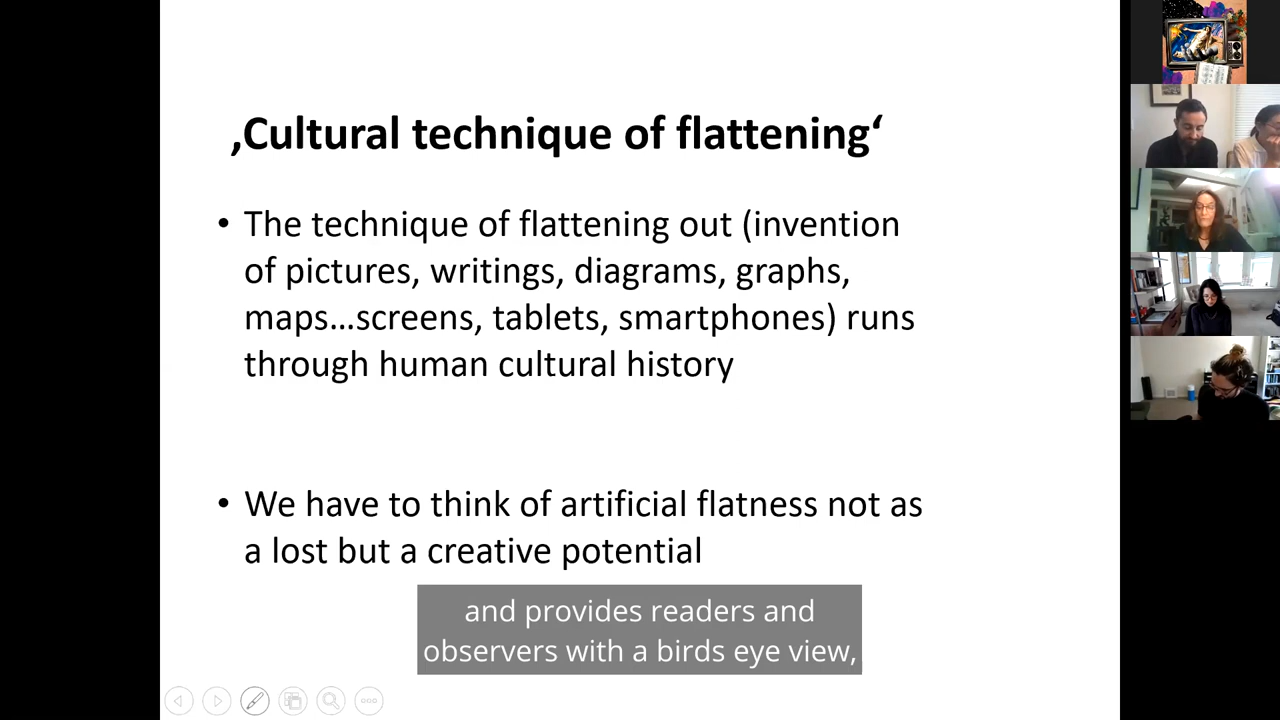 ‚Cultural technique of flattening‘
• The technique of flattening out (invention
of pictures, writings, diagrams, graphs,
maps…screens, tablets, smartphones) runs
through human cultural history
• We have to think of artificial flatness not as
a lost but a creative potential
and provides readers and
observers with a birds eye view,